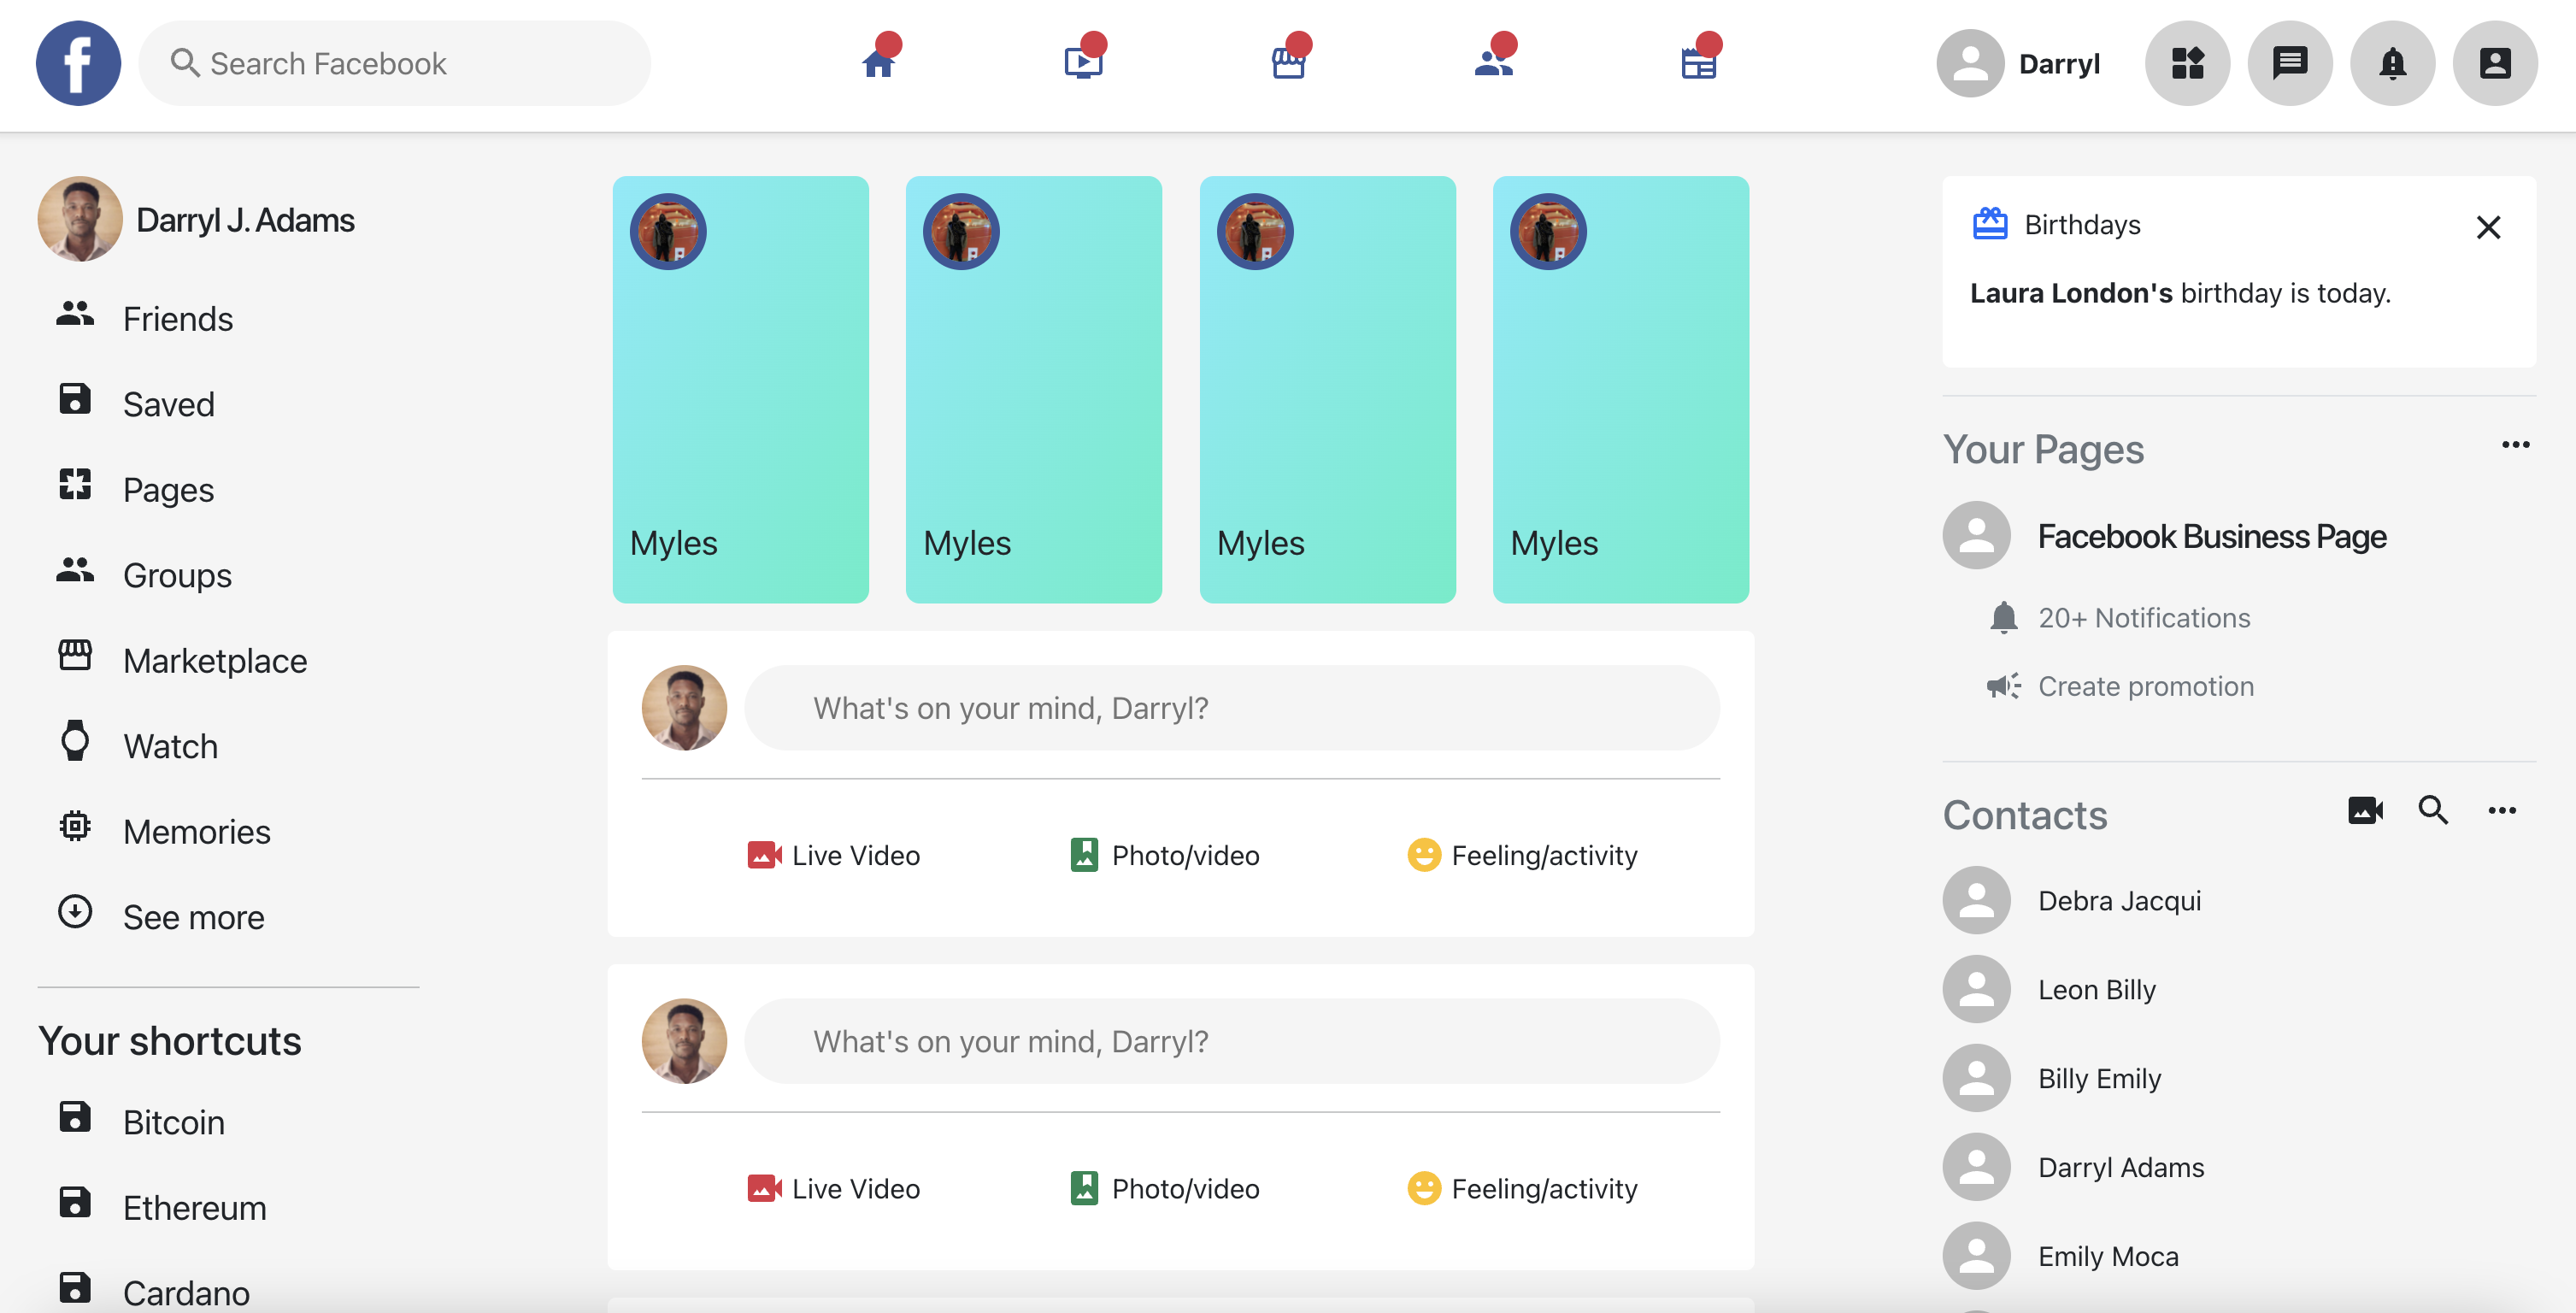 f
Search Facebook
Darryl
Darryl J. Adams
Friends
Saved
Pages
Groups
Marketplace
Watch
Memories
See more
Your shortcuts
Bitcoin
Ethereum
Cardano
Myles
Myles
Myles
Myles
What's on your mind, Darryl?
Live Video
Photo/video
Feeling/activity
What's on your mind, Darryl?
Live Video
Photo/video
Feeling/activity
Birthdays
Laura London's birthday is today.
Your Pages
Facebook Business Page
20+ Notifications
Create promotion
Contacts
Debra Jacqui
Leon Billy
Billy Emily
Darryl Adams
Emily Moca